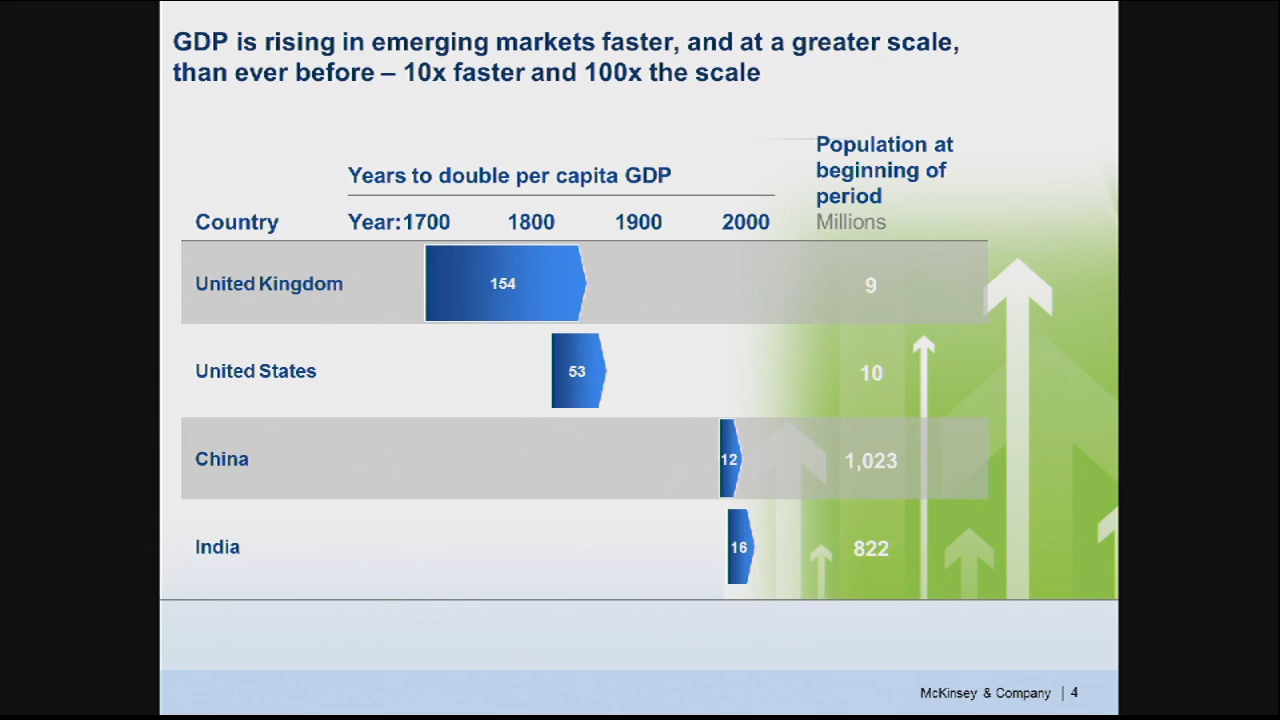 GDP is rising in emerging markets faster, and at a greater scale,
than ever before – 10x faster and 100x the scale
Population at
beginning of
period
Millions
Years to double per capita GDP
Country
Year: 1700 1800 1900 2000
United Kingdom 154 9
United States 53 10
China 12 1,023
India 16 822
McKinsey & Company | 4